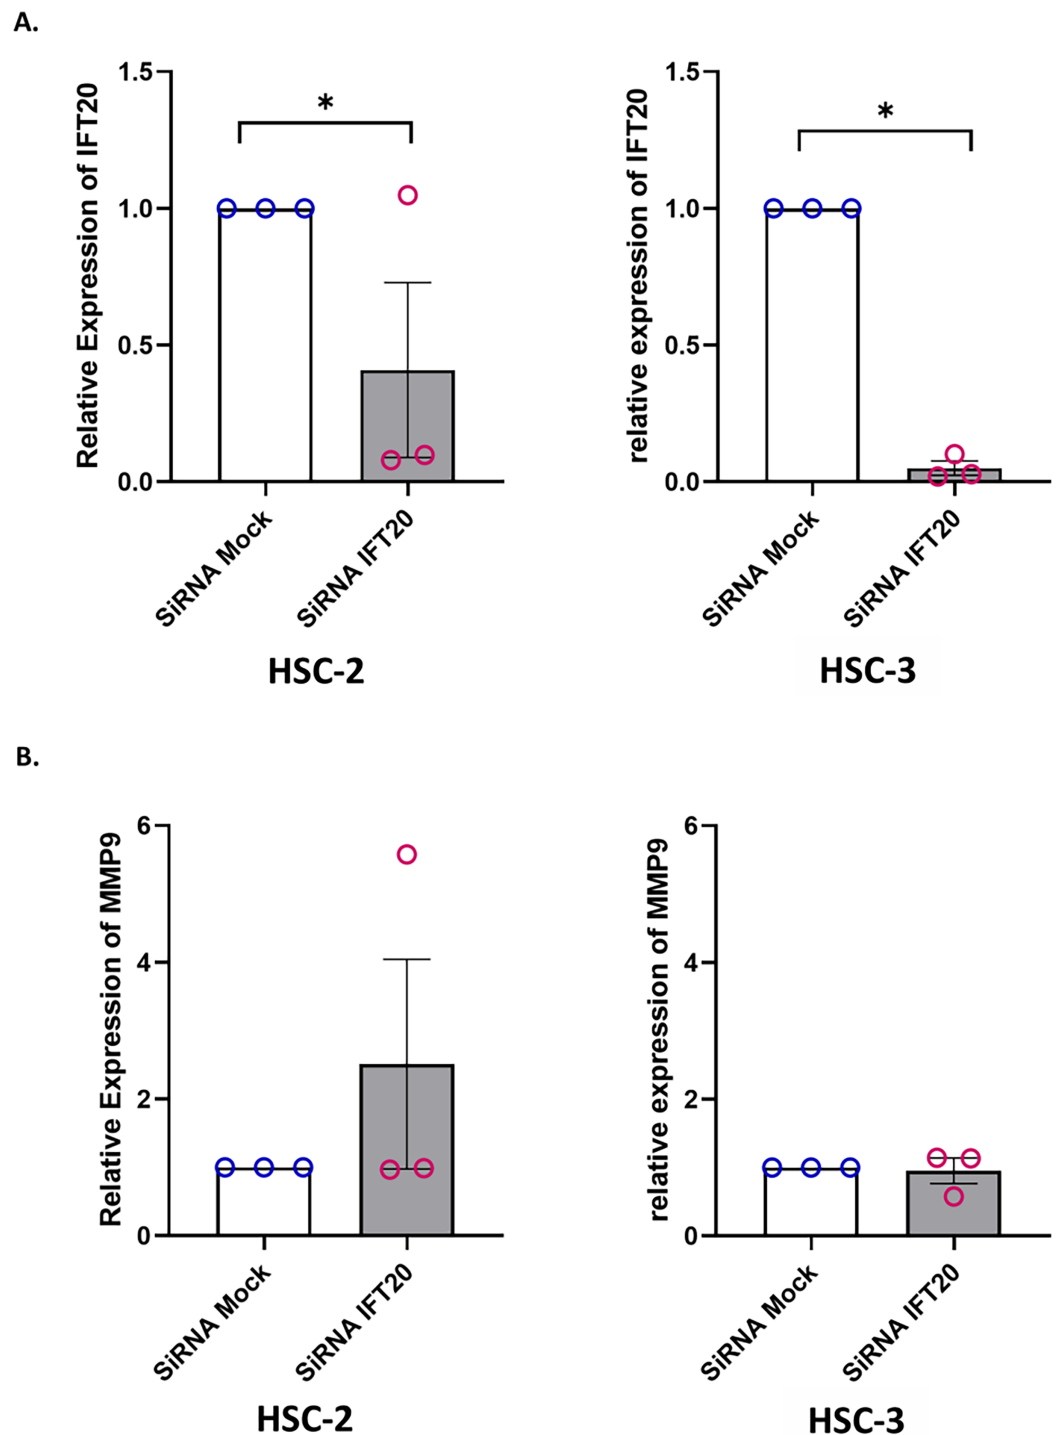 A.
Relative Expression of IFT20
1.5
1.0
0.5
0.0
*
SiRNA Mock
SiRNA IFT20
HSC-2
relative expression of IFT20
1.5
1.0
0.5
0.0
*
SiRNA Mock
SiRNA IFT20
HSC-3
B.
Relative Expression of MMP9
6
4
2
0
SiRNA Mock
SiRNA IFT20
HSC-2
relative expression of MMP9
6
4
2
0
SiRNA Mock
SiRNA IFT20
HSC-3